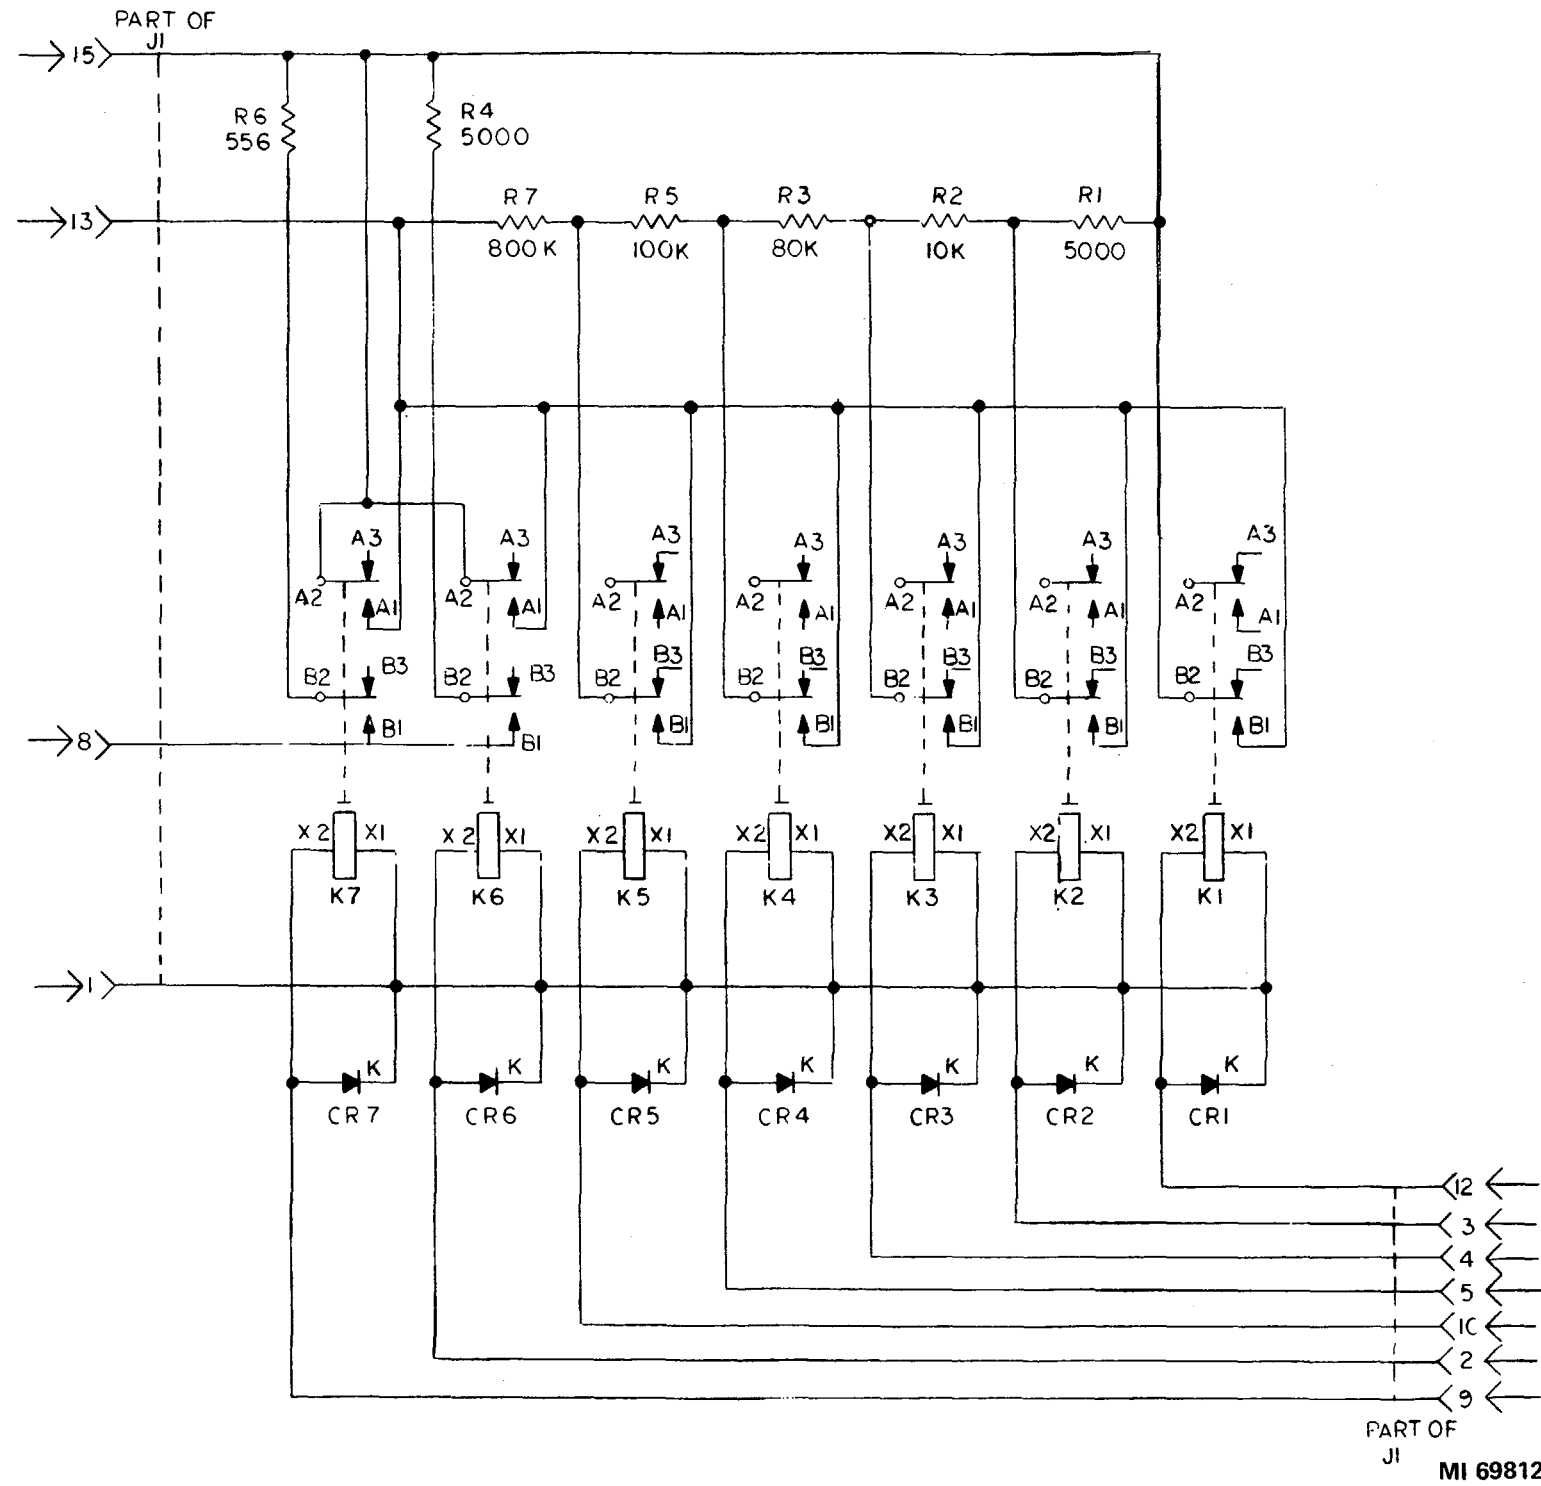 PART OF
J1
15
R6
556
R4
5000
13
R7
R5
R3
R2
R1
800K
100K
80K
10K
5000
A3 A3 A3 A3 A3 A3 A3
A2 A1 A2 A1 A2 A1 A2 A1 A2 A1 A2 A1 A2 A1
B2 B3 B2 B3 B2 B3 B2 B3 B2 B3 B2 B3 B2 B3
8
B1 B1 B1 B1 B1 B1 B1
X2 X1 X2 X1 X2 X1 X2 X1 X2 X1 X2 X1 X2 X1
K7 K6 K5 K4 K3 K2 K1
1
K K K K K K K
CR7 CR6 CR5 CR4 CR3 CR2 CR1
12
3
4
5
10
2
9
PART OF
J1
MI 69812